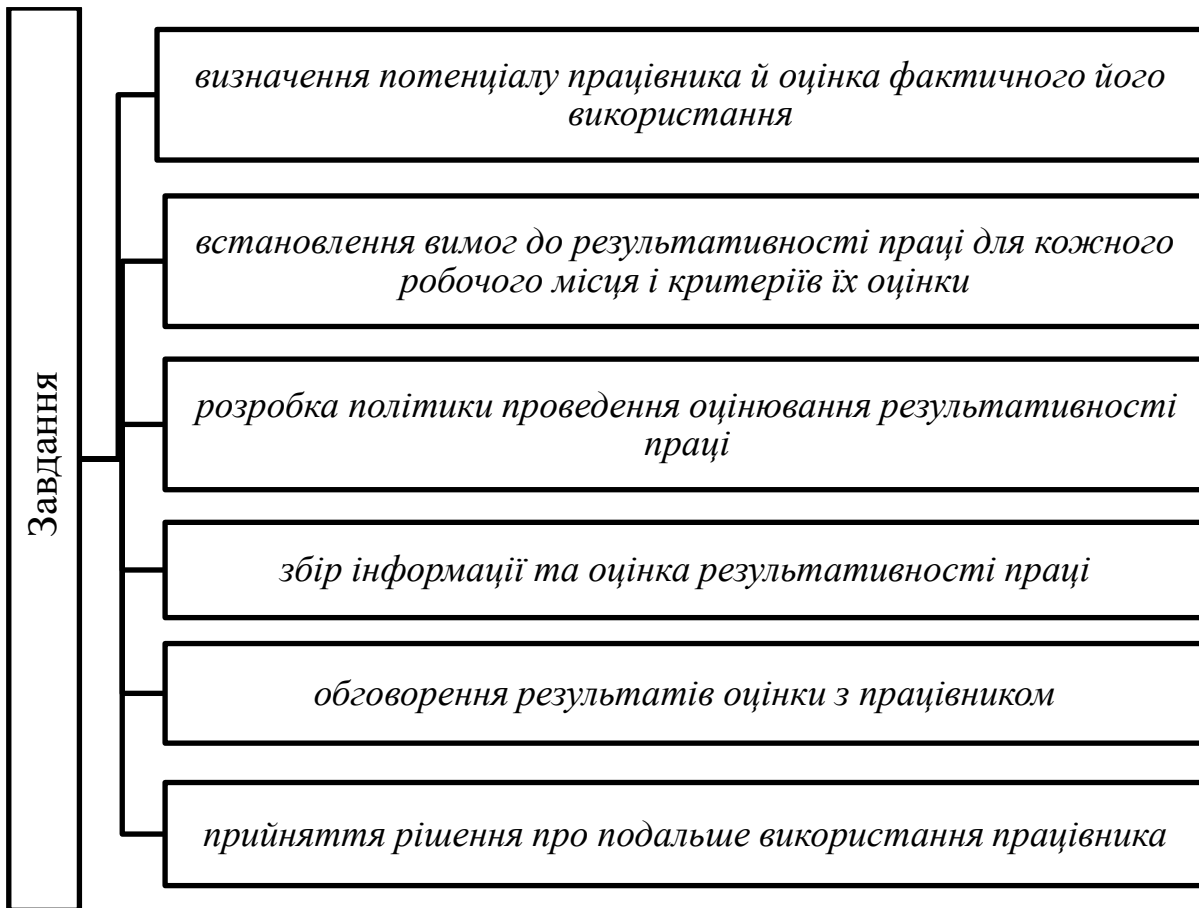 Завдання
визначення потенціалу працівника й оцінка фактичного його
використання
встановлення вимог до результативності праці для кожного
робочого місця і критеріїв їх оцінки
розробка політики проведення оцінювання результативності
праці
збір інформації та оцінка результативності праці
обговорення результатів оцінки з працівником
прийняття рішення про подальше використання працівника